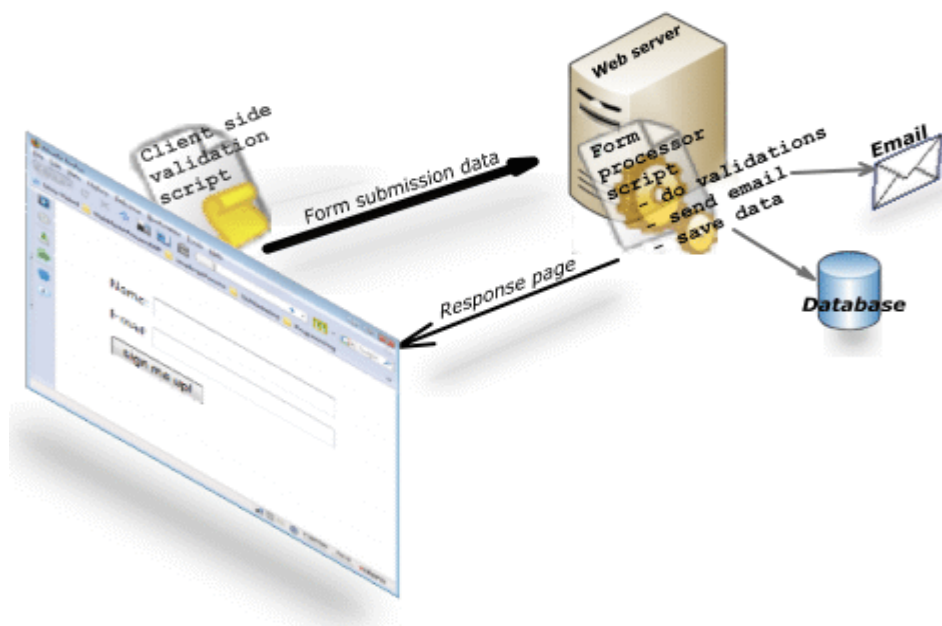 Web server
Client side
validation
script
Form submission data
Form
processor
script
- do validations
- send email
- save data
Email
Response page
Database
Name:
E-mail
sign me up!